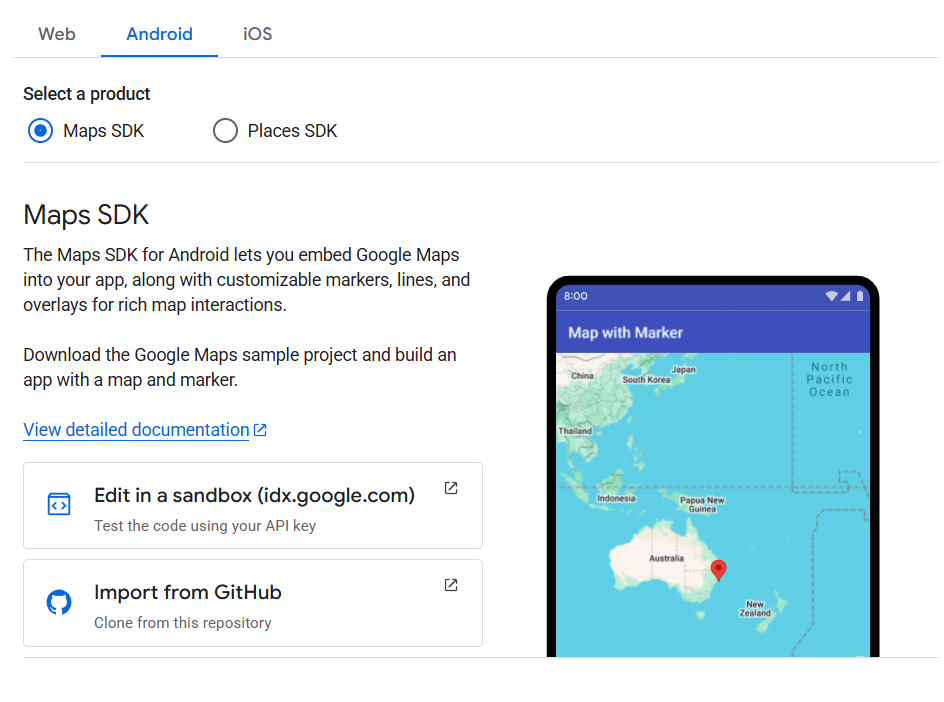 Web Android iOS
Select a product
Maps SDK Places SDK
Maps SDK
The Maps SDK for Android lets you embed Google Maps
into your app, along with customizable markers, lines, and
overlays for rich map interactions.
Download the Google Maps sample project and build an
app with a map and marker.
View detailed documentation
Edit in a sandbox (idx.google.com)
Test the code using your API key
Import from GitHub
Clone from this repository
8:00
Map with Marker
North
Pacific
Ocean
Japan
China
South Korea
Thailand
Indonesia
Papua New
Guinea
Australia
New
Zealand